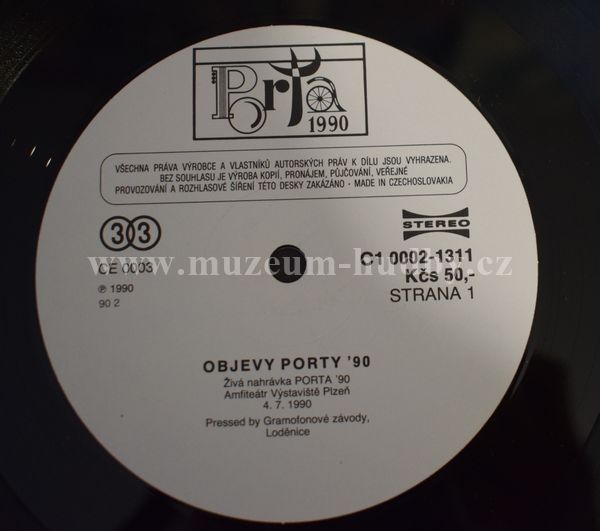 Porta
1990
VŠECHNA PRÁVA VÝROBCE A VLASTNÍKŮ AUTORSKÝCH PRÁV K DÍLU JSOU VYHRAZENA.
BEZ SOUHLASU JE VÝROBA KOPIÍ, PRONÁJEM, PŮJČOVÁNÍ, VEŘEJNÉ
PROVOZOVÁNÍ A ROZHLASOVÉ ŠÍŘENÍ TÉTO DESKY ZAKÁZÁNO · MADE IN CZECHOSLOVAKIA
33
STEREO
CE 0003
C1 0002-1311
www.muzeum-hudby.cz
Kčs 50,-
℗ 1990
STRANA 1
90 2
OBJEVY PORTY '90
Živá nahrávka PORTA '90
Amfiteátr Výstaviště Plzeň
4. 7. 1990
Pressed by Gramofonové závody,
Loděnice